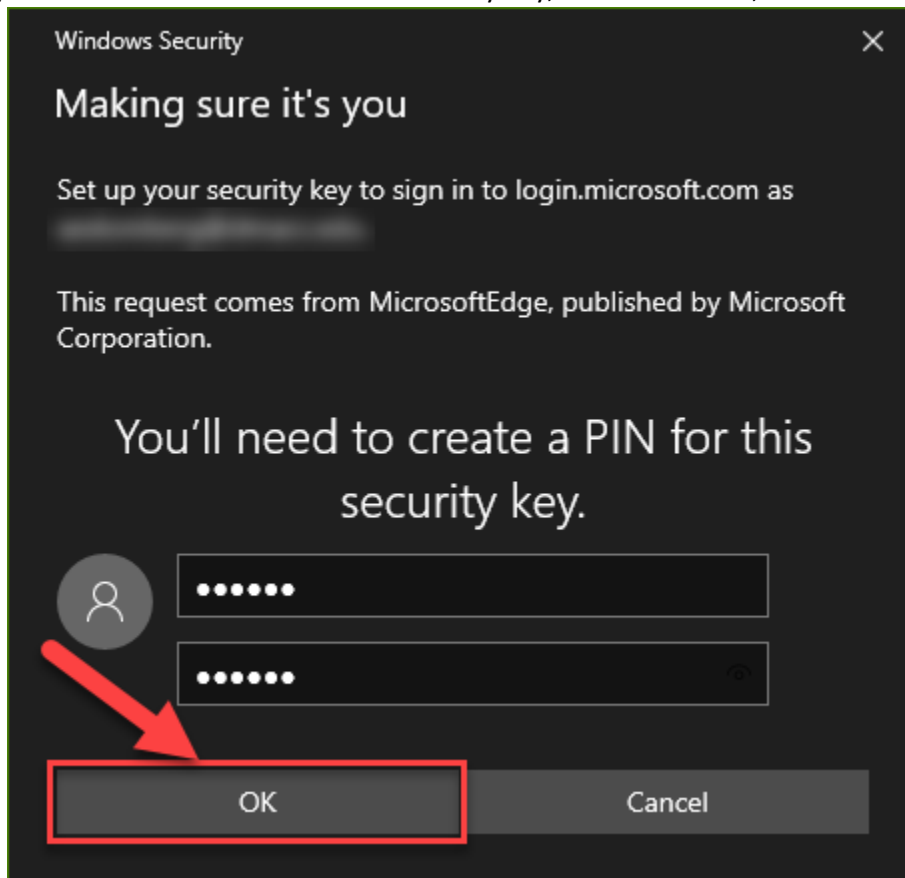 Windows Security
Making sure it's you
Set up your security key to sign in to login.microsoft.com as
This request comes from MicrosoftEdge, published by Microsoft
Corporation.
You'll need to create a PIN for this
security key.
••••••
••••••
OK
Cancel